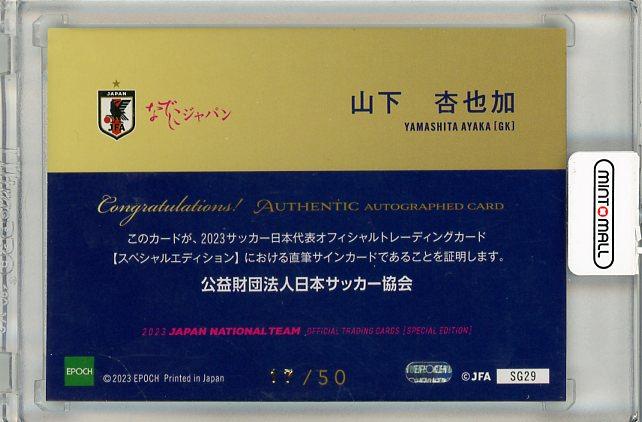 JAPAN
JFA
なでしこジャパン
山下 杏也加
YAMASHITA AYAKA [GK]
mintomall
Congratulations! AUTHENTIC AUTOGRAPHED CARD
このカードが、2023サッカー日本代表オフィシャルトレーディングカード
【スペシャルエディション】における直筆サインカードであることを証明します。
公益財団法人日本サッカー協会
2023 JAPAN NATIONAL TEAM OFFICIAL TRADING CARDS [SPECIAL EDITION]
EPOCH
©2023 EPOCH Printed in Japan
17/50
EPOCH
©JFA
SG29